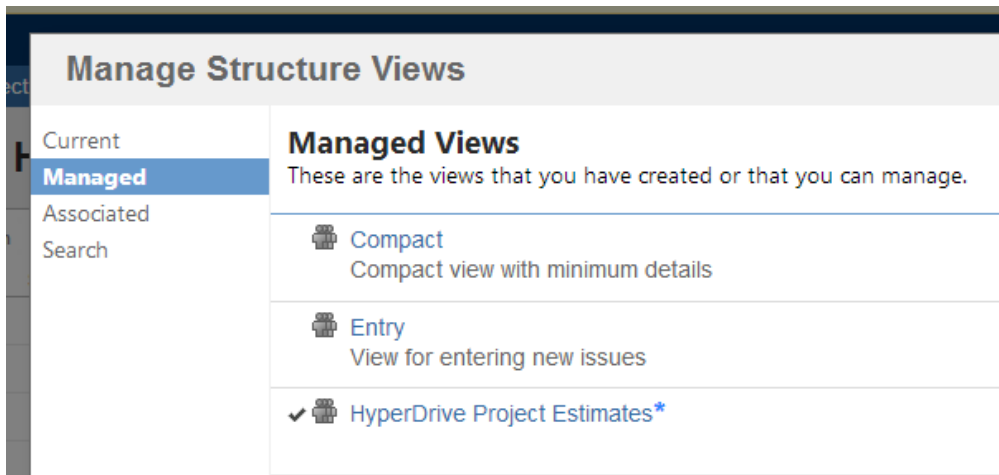 Manage Structure Views
ect
H
Current
Managed
Associated
Search
Managed Views
These are the views that you have created or that you can manage.
Compact
Compact view with minimum details
Entry
View for entering new issues
HyperDrive Project Estimates*